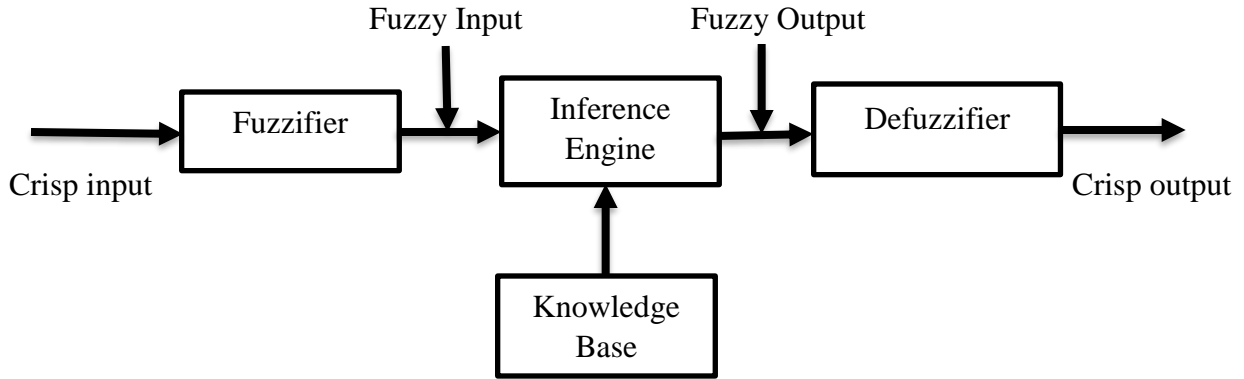 Fuzzy Input
Fuzzy Output
Fuzzifier
Inference
Engine
Defuzzifier
Crisp input
Crisp output
Knowledge
Base